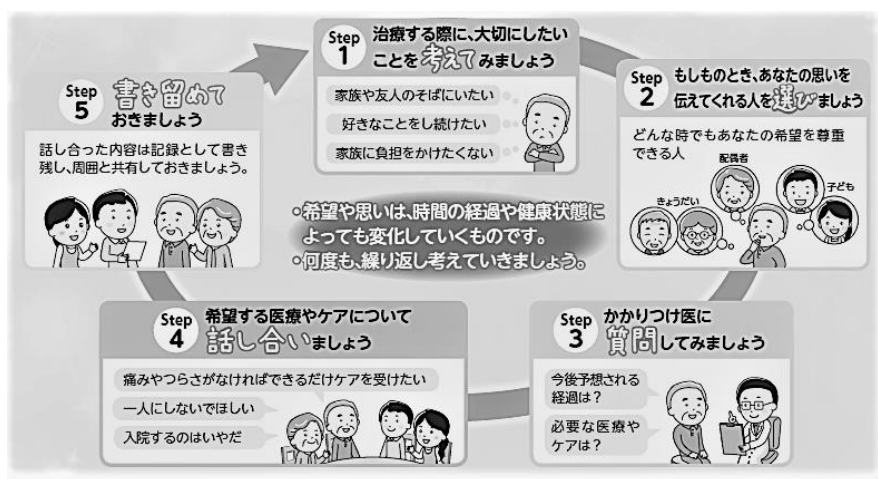 Step 1
治療する際に、大切にしたい
ことを考えてみましょう
家族や友人のそばにいたい
好きなことをし続けたい
家族に負担をかけたくない
Step 2
もしものとき、あなたの思いを
伝えてくれる人を選びましょう
どんな時でもあなたの希望を尊重
できる人
配偶者
きょうだい
子ども
Step 3
かかりつけ医に
質問してみましょう
今後予想される
経過は?
必要な医療や
ケアは?
Step 4
希望する医療やケアについて
話し合いましょう
痛みやつらさがなければできるだけケアを受けたい
一人にしないでほしい
入院するのはいやだ
Step 5
書き留めて
おきましょう
話し合った内容は記録として書き
残し、周囲と共有しておきましょう。
・希望や思いは、時間の経過や健康状態に
よっても変化していくものです。
・何度も、繰り返し考えていきましょう。